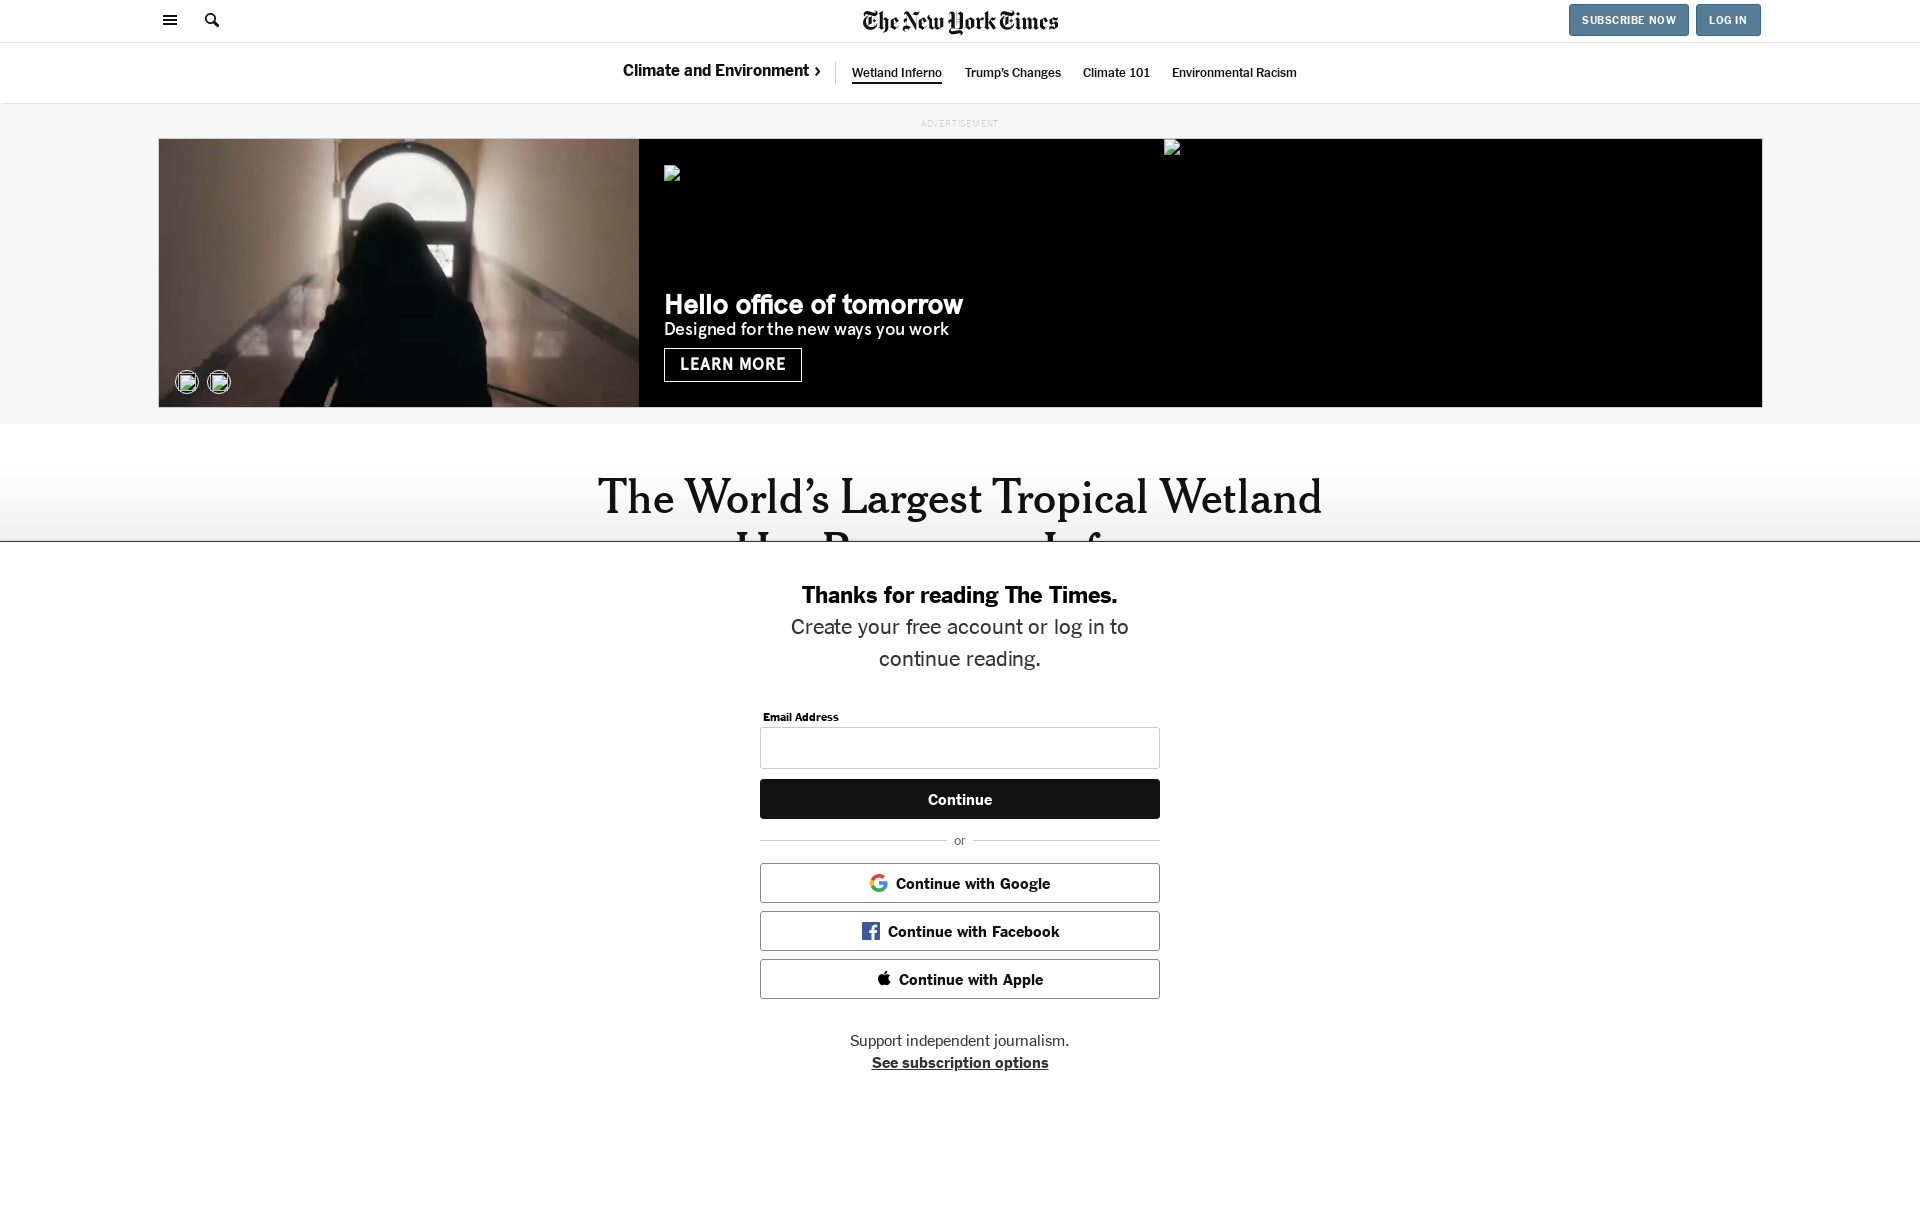 The New York Times
SUBSCRIBE NOW
LOG IN
Climate and Environment ›
Wetland Inferno
Trump’s Changes
Climate 101
Environmental Racism
ADVERTISEMENT
Hello office of tomorrow
Designed for the new ways you work
LEARN MORE
The World’s Largest Tropical Wetland
Thanks for reading The Times.
Create your free account or log in to
continue reading.
Email Address
Continue
or
Continue with Google
Continue with Facebook
Continue with Apple
Support independent journalism.
See subscription options